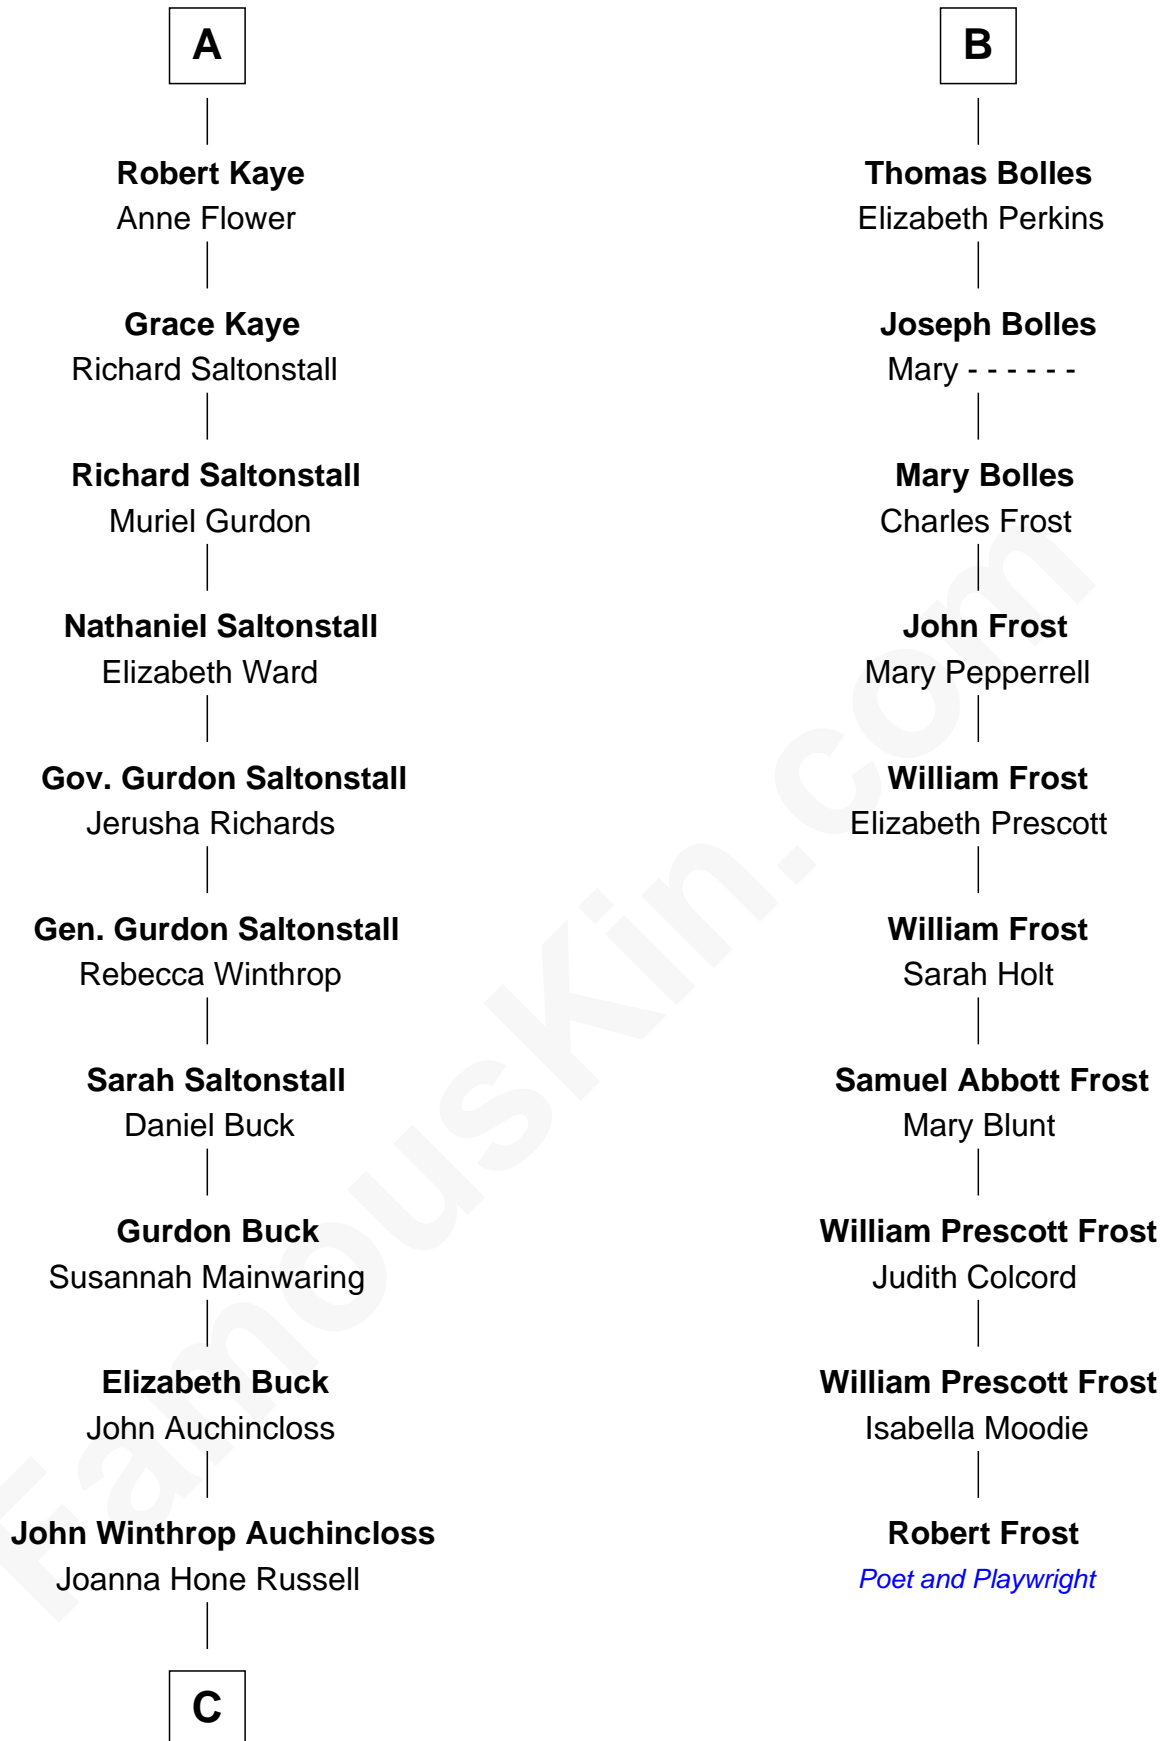 A
Robert Kaye
Anne Flower
Grace Kaye
Richard Saltonstall
Richard Saltonstall
Muriel Gurdon
Nathaniel Saltonstall
Elizabeth Ward
Gov. Gurdon Saltonstall
Jerusha Richards
Gen. Gurdon Saltonstall
Rebecca Winthrop
Sarah Saltonstall
Daniel Buck
Gurdon Buck
Susannah Mainwaring
Elizabeth Buck
John Auchincloss
John Winthrop Auchincloss
Joanna Hone Russell
C
B
Thomas Bolles
Elizabeth Perkins
Joseph Bolles
Mary - - - - - -
Mary Bolles
Charles Frost
John Frost
Mary Pepperrell
William Frost
Elizabeth Prescott
William Frost
Sarah Holt
Samuel Abbott Frost
Mary Blunt
William Prescott Frost
Judith Colcord
William Prescott Frost
Isabella Moodie
Robert Frost
Poet and Playwright
FamousKin.com